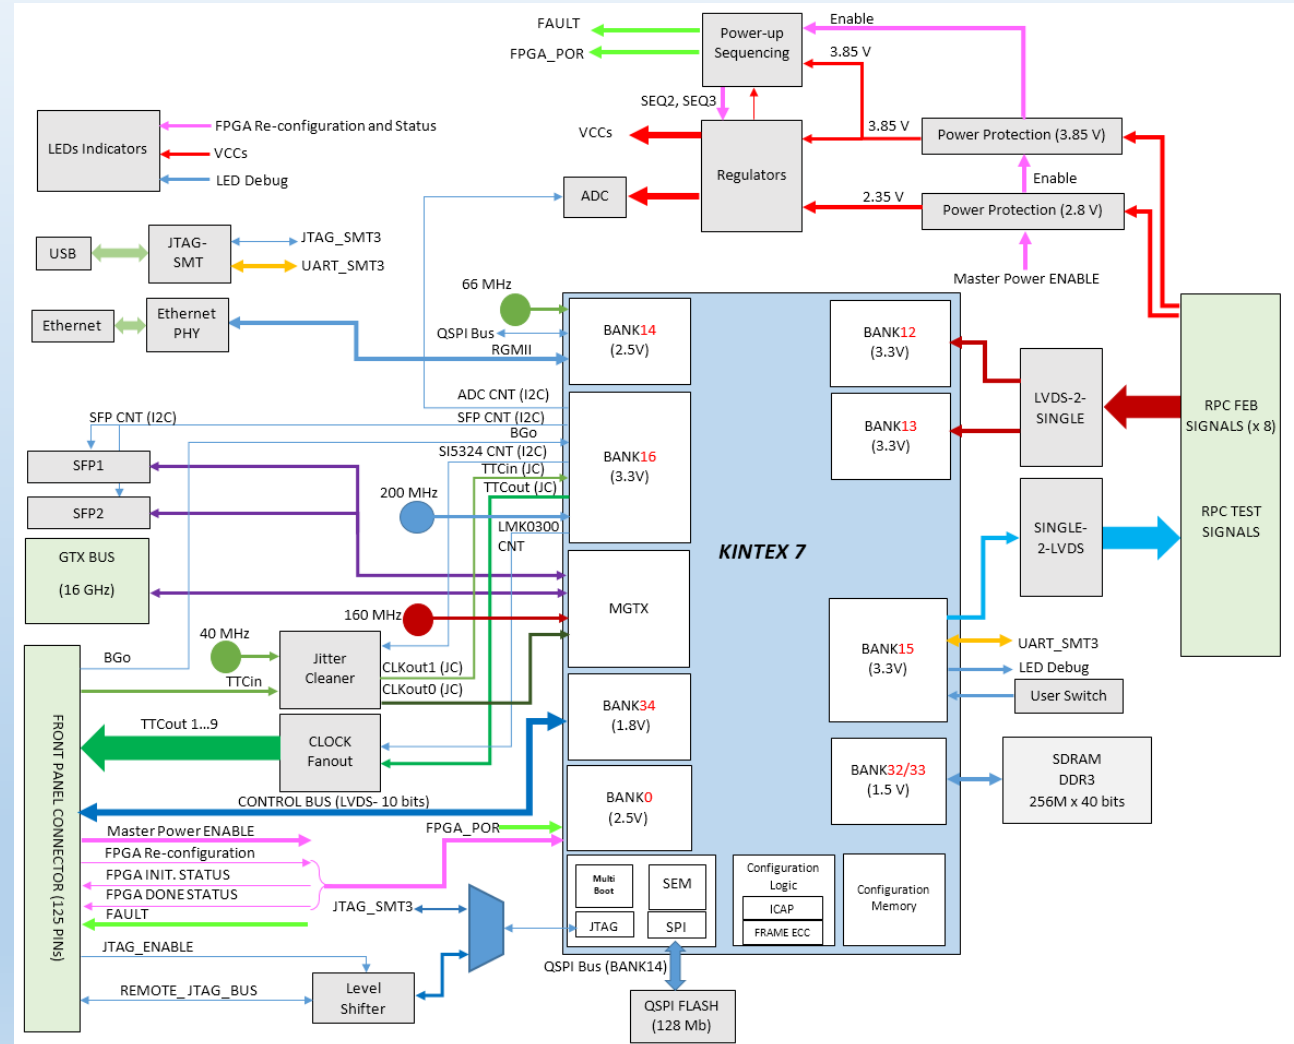 FAULT
FPGA_POR
Power-up
Sequencing
Enable
3.85 V
SEQ2, SEQ3
VCCs
Regulators
3.85 V
Power Protection (3.85 V)
Enable
2.35 V
Power Protection (2.8 V)
Master Power ENABLE
ADC
LEDs Indicators
FPGA Re-configuration and Status
VCCs
LED Debug
USB
JTAG-
SMT
JTAG_SMT3
UART_SMT3
Ethernet
Ethernet
PHY
66 MHz
QSPI Bus
RGMII
BANK14
(2.5V)
BANK12
(3.3V)
LVDS-2-
SINGLE
RPC FEB
SIGNALS (x 8)
ADC CNT (I2C)
SFP CNT (I2C)
SFP CNT (I2C)
BGo
SI5324 CNT (I2C)
TTCin (JC)
TTCout (JC)
BANK16
(3.3V)
BANK13
(3.3V)
SFP1
SFP2
200 MHz
LMK0300
CNT
KINTEX 7
SINGLE-
2-LVDS
RPC TEST
SIGNALS
GTX BUS
(16 GHz)
MGTX
160 MHz
40 MHz
BGo
TTCin
Jitter
Cleaner
CLKout1 (JC)
CLKout0 (JC)
BANK15
(3.3V)
UART_SMT3
LED Debug
User Switch
FRONT PANEL CONNECTOR (125 PINS)
TTCout 1...9
CLOCK
Fanout
BANK34
(1.8V)
BANK32/33
(1.5 V)
SDRAM
DDR3
256M x 40 bits
CONTROL BUS (LVDS- 10 bits)
BANK0
(2.5V)
Master Power ENABLE
FPGA_POR
FPGA Re-configuration
FPGA INIT. STATUS
FPGA DONE STATUS
FAULT
JTAG_SMT3
Multi
Boot
SEM
JTAG
SPI
Configuration
Logic
ICAP
FRAME ECC
Configuration
Memory
JTAG_ENABLE
REMOTE_ JTAG_BUS
Level
Shifter
QSPI Bus (BANK14)
QSPI FLASH
(128 Mb)